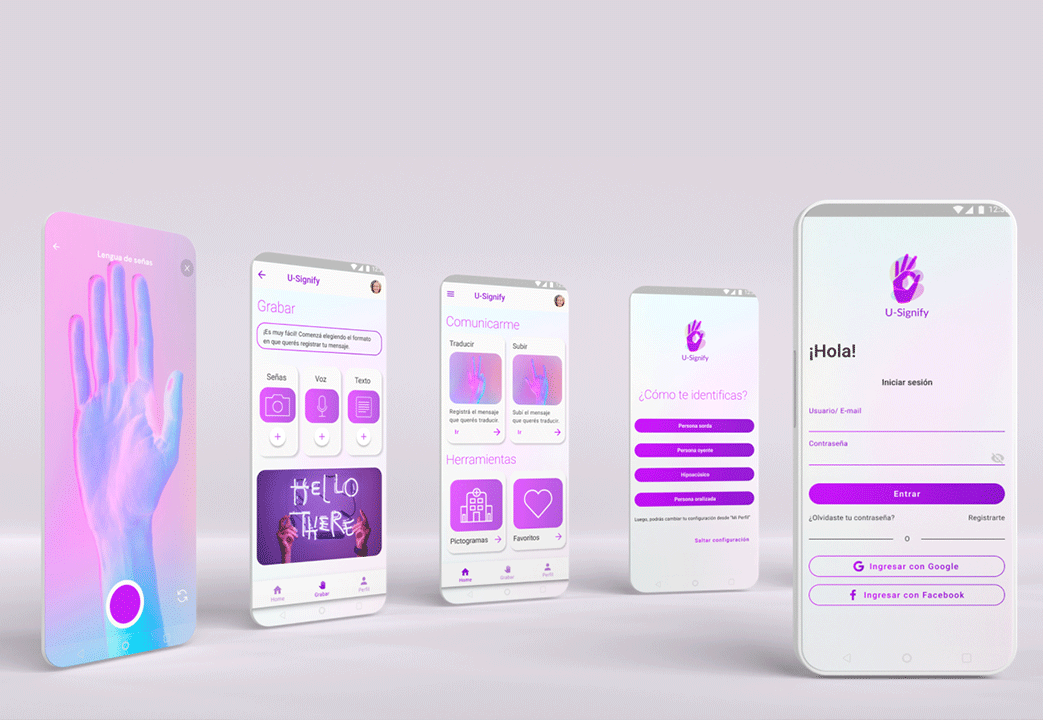 Lengua de señas
U-Signify
Grabar
¡Es muy fácil! Comenzá eligiendo el formato
en que querés registrar tu mensaje.
Señas
Voz
Texto
HELLO
THERE
Home
Grabar
Perfil
U-Signify
Comunicarme
Traducir
Subir
Registrá el mensaje
que querés traducir.
Subí el mensaje
que querés traducir.
Ir
Ir
Herramientas
Pictogramas
Favoritos
Home
Grabar
Perfil
U-Signify
¿Cómo te identificas?
Persona sorda
Persona oyente
Hipoacúsico
Persona oralizada
Luego, podrás cambiar tu configuración desde "Mi Perfil"
Saltar configuración
U-Signify
¡Hola!
Iniciar sesión
Usuario/ E-mail
Contraseña
Entrar
¿Olvidaste tu contraseña?
Registrarte
O
Ingresar con Google
Ingresar con Facebook